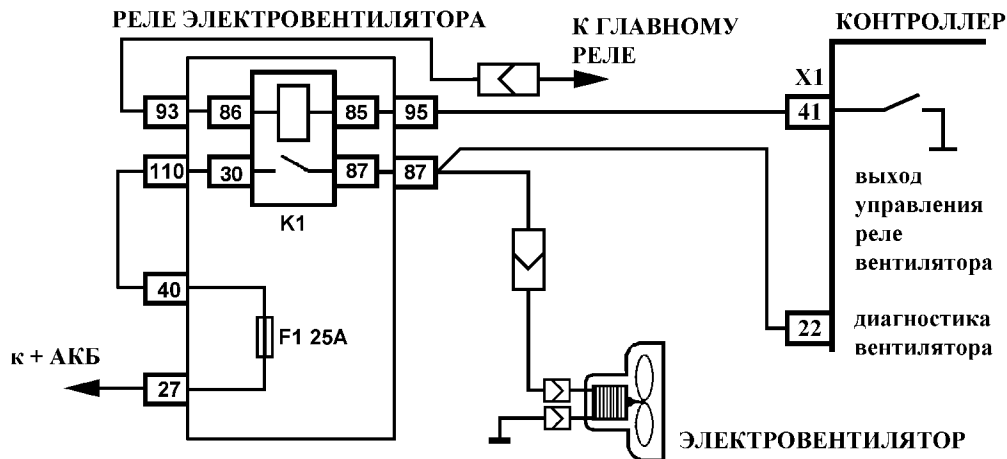 РЕЛЕ ЭЛЕКТРОВЕНТИЛЯТОРА
К ГЛАВНОМУ
РЕЛЕ
КОНТРОЛЛЕР
X1
93
86
85
95
41
110
30
87
87
K1
выход
управления
реле
вентилятора
40
F1 25A
22
диагностика
вентилятора
к + АКБ
27
ЭЛЕКТРОВЕНТИЛЯТОР